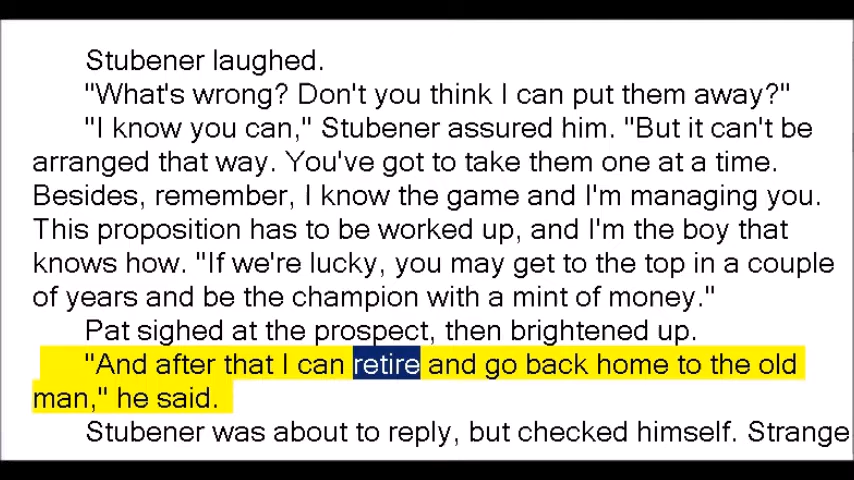 Stubener laughed.
"What's wrong? Don't you think I can put them away?"
"I know you can," Stubener assured him. "But it can't be
arranged that way. You've got to take them one at a time.
Besides, remember, I know the game and I'm managing you.
This proposition has to be worked up, and I'm the boy that
knows how. "If we're lucky, you may get to the top in a couple
of years and be the champion with a mint of money."
Pat sighed at the prospect, then brightened up.
"And after that I can retire and go back home to the old
man," he said.
Stubener was about to reply, but checked himself. Strange